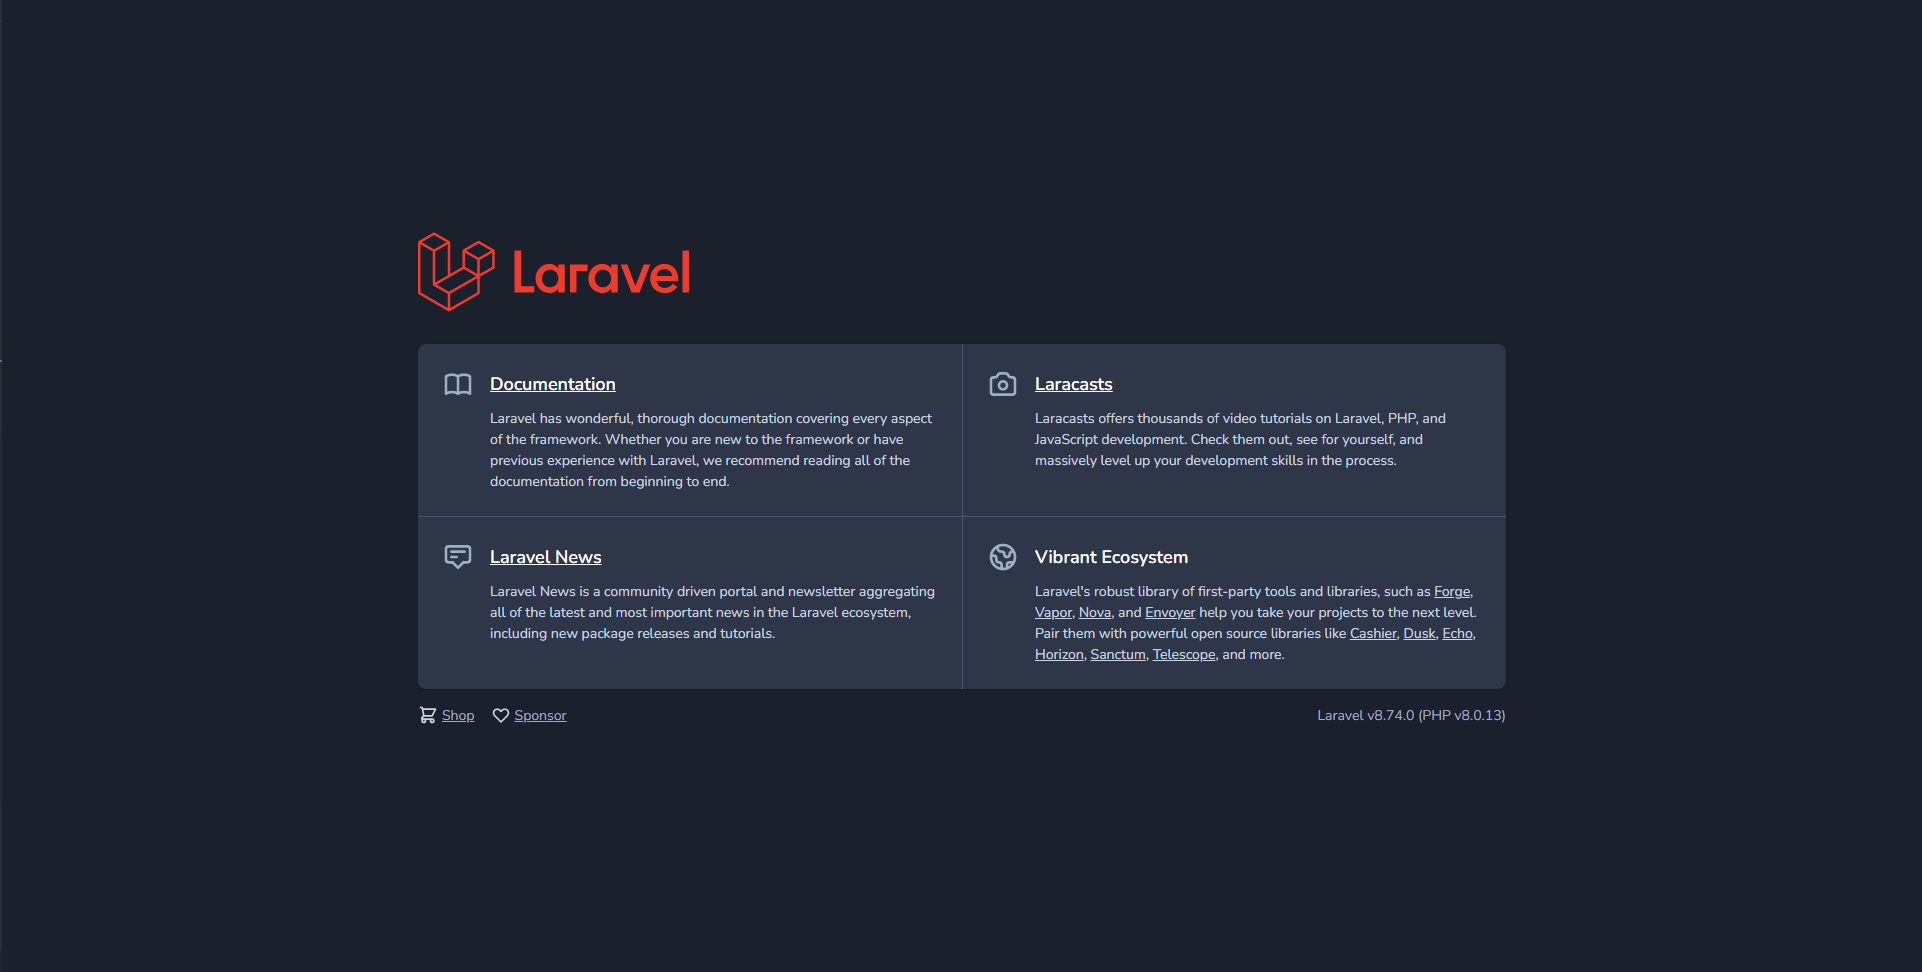 Laravel
Documentation
Laravel has wonderful, thorough documentation covering every aspect
of the framework. Whether you are new to the framework or have
previous experience with Laravel, we recommend reading all of the
documentation from beginning to end.
Laracasts
Laracasts offers thousands of video tutorials on Laravel, PHP, and
JavaScript development. Check them out, see for yourself, and
massively level up your development skills in the process.
Laravel News
Laravel News is a community driven portal and newsletter aggregating
all of the latest and most important news in the Laravel ecosystem,
including new package releases and tutorials.
Vibrant Ecosystem
Laravel's robust library of first-party tools and libraries, such as Forge,
Vapor, Nova, and Envoyer help you take your projects to the next level.
Pair them with powerful open source libraries like Cashier, Dusk, Echo,
Horizon, Sanctum, Telescope, and more.
Shop Sponsor
Laravel v8.74.0 (PHP v8.0.13)